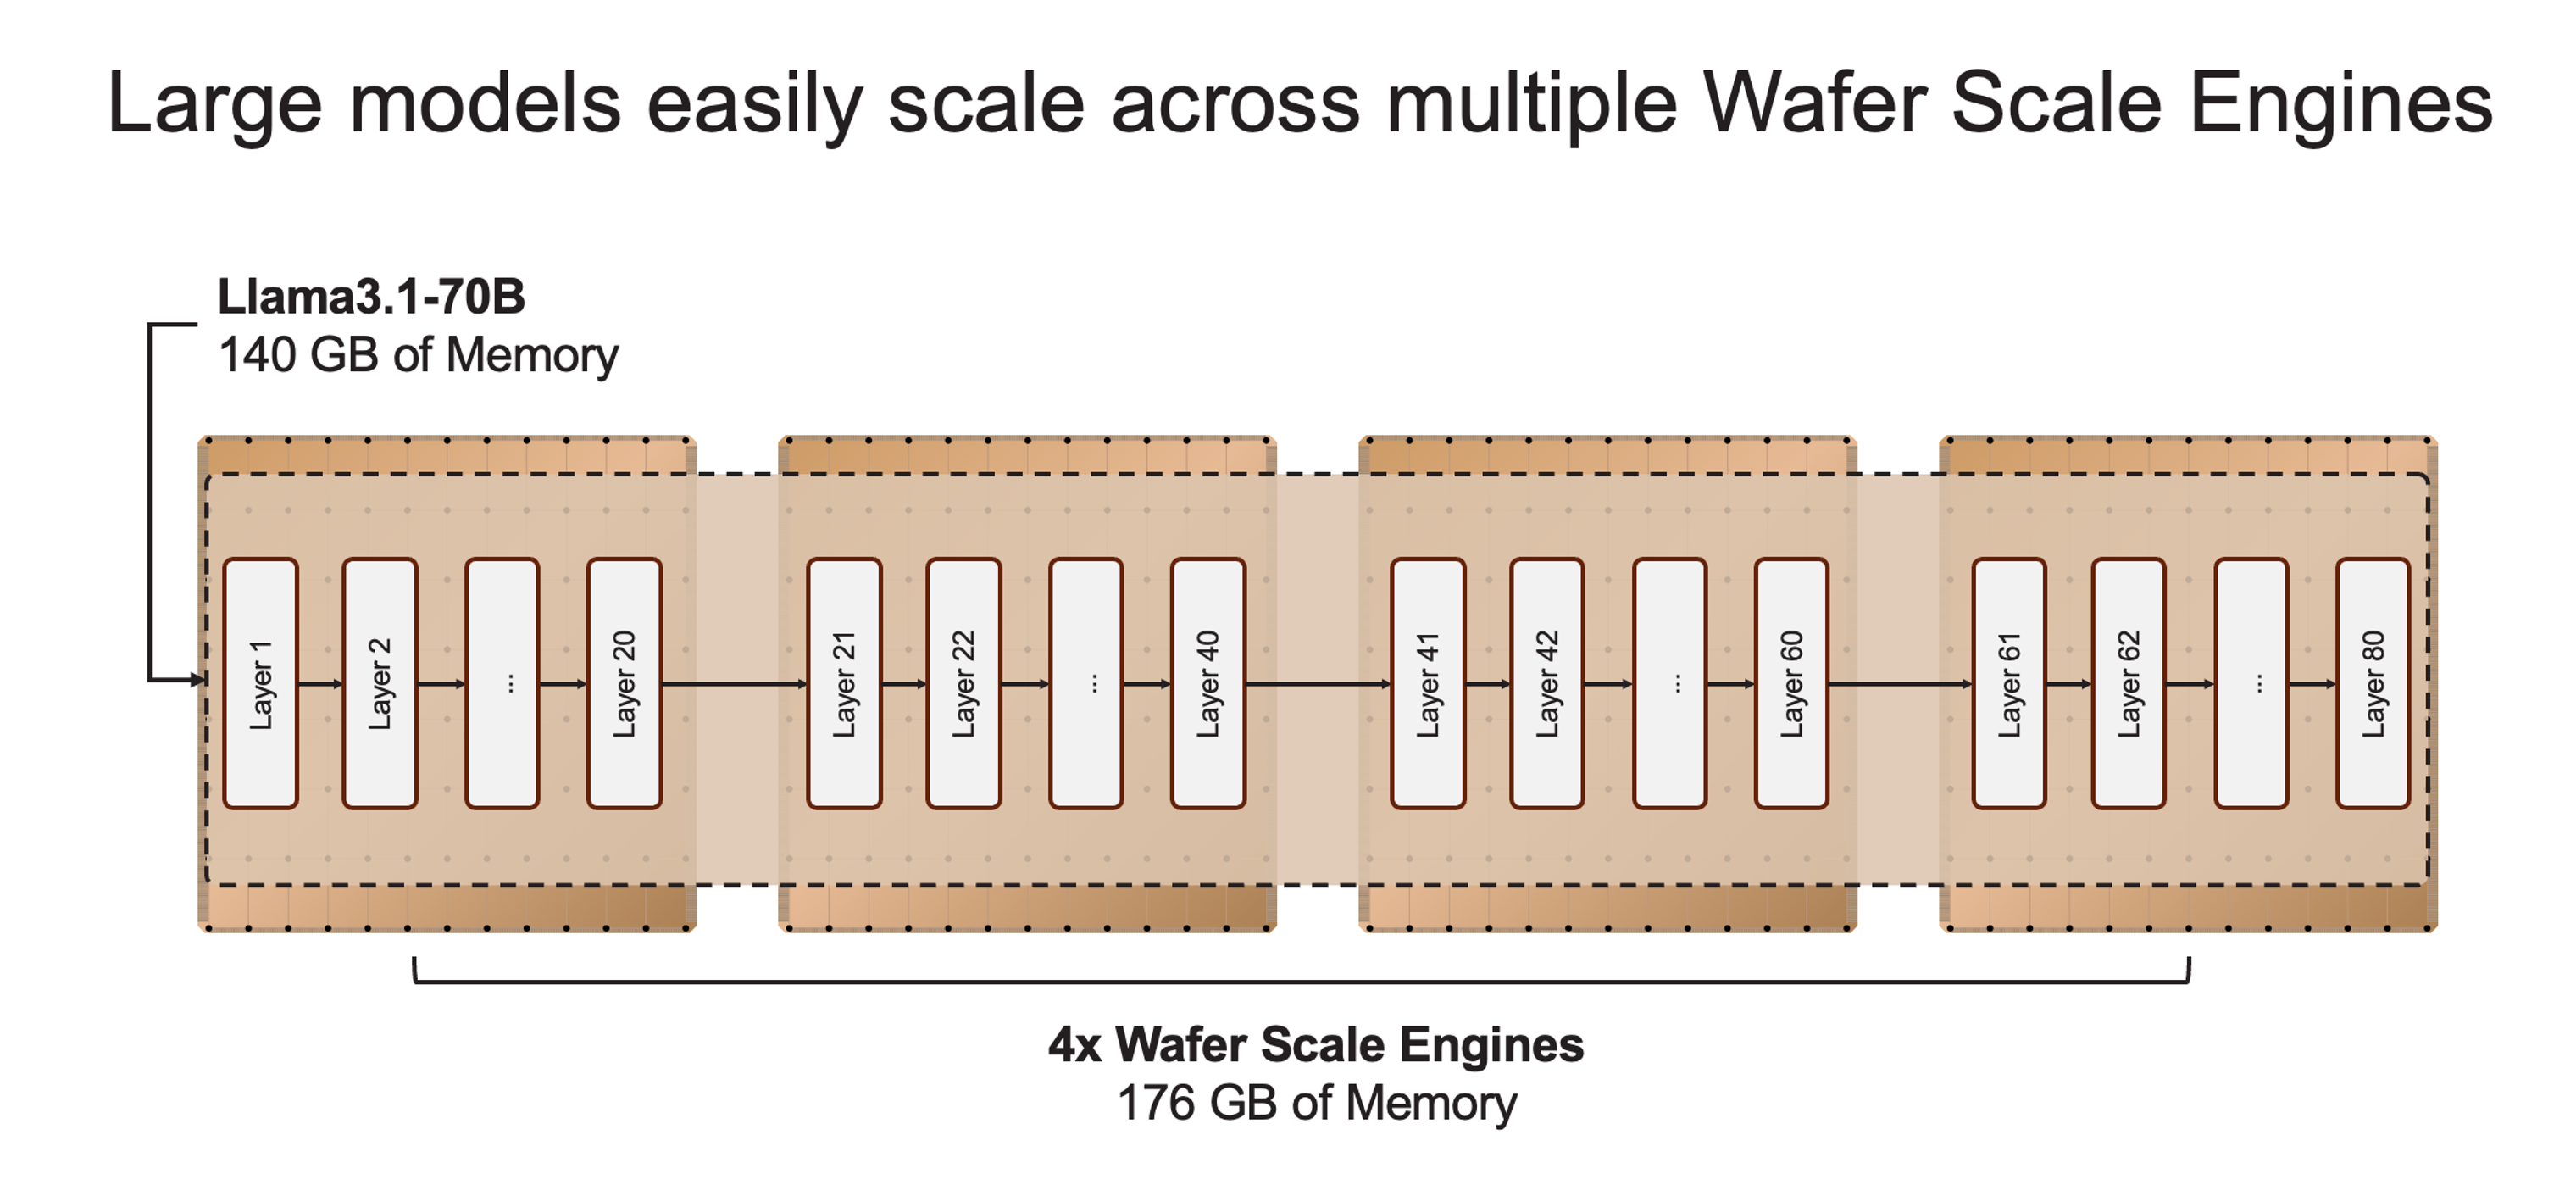 Large models easily scale across multiple Wafer Scale Engines
Llama3.1-70B
140 GB of Memory
Layer 1
Layer 2
...
Layer 20
Layer 21
Layer 22
...
Layer 40
Layer 41
Layer 42
...
Layer 60
Layer 61
Layer 62
...
Layer 80
4x Wafer Scale Engines
176 GB of Memory